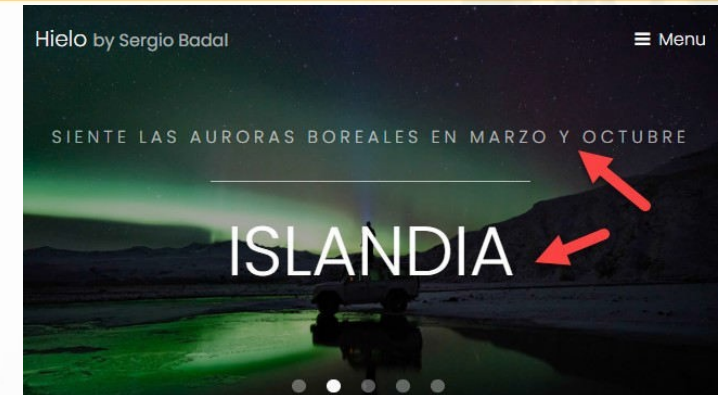 Hielo by Sergio Badal
Menu
SIENTE LAS AURORAS BOREALES EN MARZO Y OCTUBRE
ISLANDIA